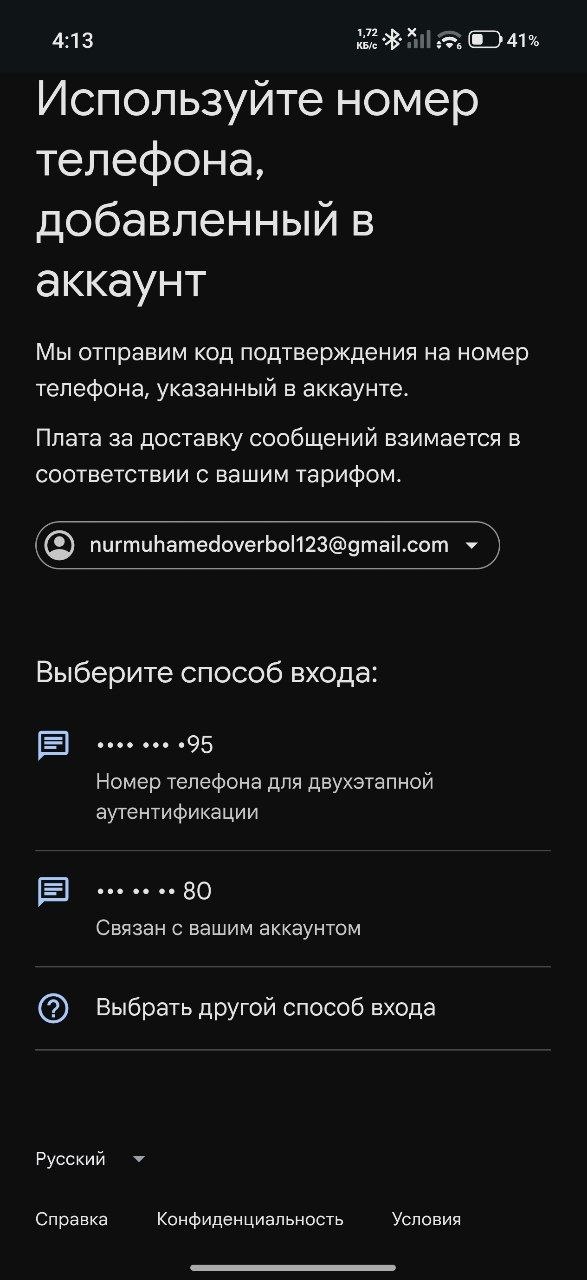 4:13
1,72
КБ/с
6
41%
Используйте номер
телефона,
добавленный в
аккаунт
Мы отправим код подтверждения на номер
телефона, указанный в аккаунте.
Плата за доставку сообщений взимается в
соответствии с вашим тарифом.
nurmuhamedoverbol123@gmail.com
Выберите способ входа:
•••• ••• •95
Номер телефона для двухэтапной
аутентификации
••• •• •• 80
Связан с вашим аккаунтом
Выбрать другой способ входа
Русский
Справка Конфиденциальность Условия